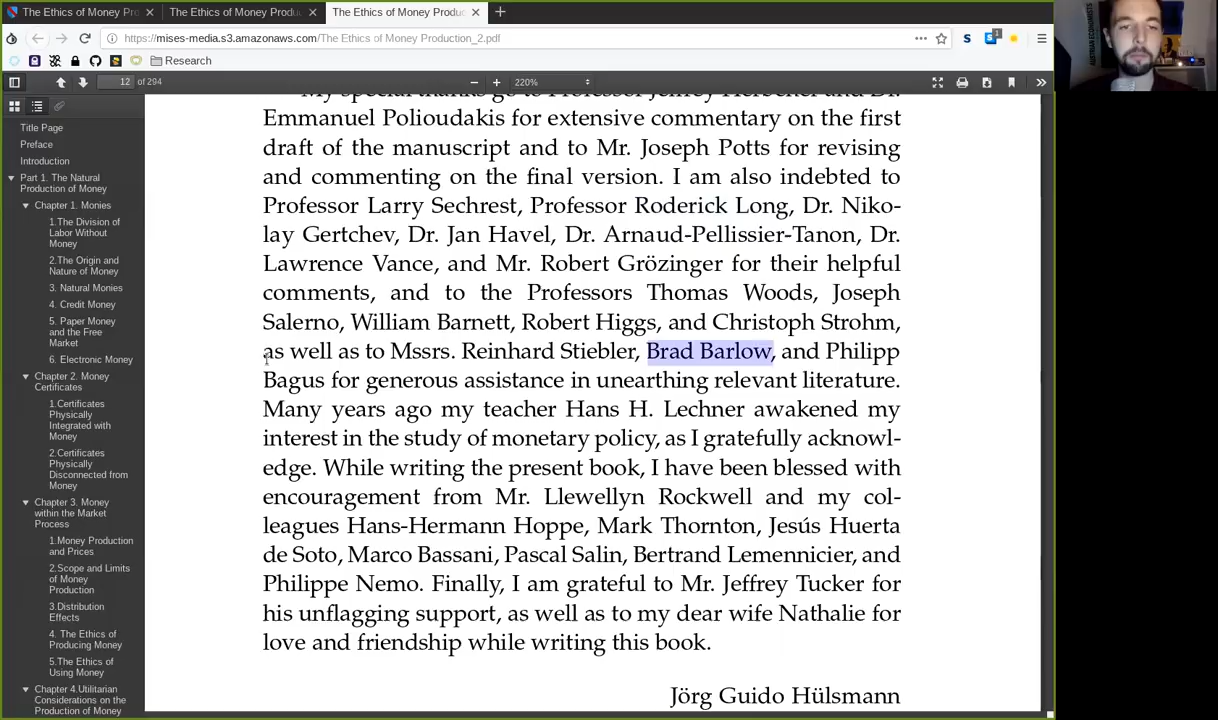 The Ethics of Money Pr
The Ethics of Money Produ
The Ethics of Money Produc
https://mises-media.s3.amazonaws.com/The Ethics of Money Production_2.pdf
S
1
Research
12 of 294
220%
Title Page
Preface
Introduction
Part 1. The Natural
Production of Money
Chapter 1. Monies
1.The Division of
Labor Without
Money
2.The Origin and
Nature of Money
3. Natural Monies
4. Credit Money
5. Paper Money
and the Free
Market
6. Electronic Money
Chapter 2. Money
Certificates
1.Certificates
Physically
Integrated with
Money
2.Certificates
Physically
Disconnected from
Money
Chapter 3. Money
within the Market
Process
1.Money Production
and Prices
2.Scope and Limits
of Money
Production
3.Distribution
Effects
4. The Ethics of
Producing Money
5.The Ethics of
Using Money
Chapter 4.Utilitarian
Considerations on the
Production of Money
My special thanks go to Professor Jeffrey Herbener and Dr.
Emmanuel Polioudakis for extensive commentary on the first
draft of the manuscript and to Mr. Joseph Potts for revising
and commenting on the final version. I am also indebted to
Professor Larry Sechrest, Professor Roderick Long, Dr. Niko-
lay Gertchev, Dr. Jan Havel, Dr. Arnaud-Pellissier-Tanon, Dr.
Lawrence Vance, and Mr. Robert Grözinger for their helpful
comments, and to the Professors Thomas Woods, Joseph
Salerno, William Barnett, Robert Higgs, and Christoph Strohm,
as well as to Mssrs. Reinhard Stiebler, Brad Barlow, and Philipp
Bagus for generous assistance in unearthing relevant literature.
Many years ago my teacher Hans H. Lechner awakened my
interest in the study of monetary policy, as I gratefully acknowl-
edge. While writing the present book, I have been blessed with
encouragement from Mr. Llewellyn Rockwell and my col-
leagues Hans-Hermann Hoppe, Mark Thornton, Jesús Huerta
de Soto, Marco Bassani, Pascal Salin, Bertrand Lemennicier, and
Philippe Nemo. Finally, I am grateful to Mr. Jeffrey Tucker for
his unflagging support, as well as to my dear wife Nathalie for
love and friendship while writing this book.
Jörg Guido Hülsmann